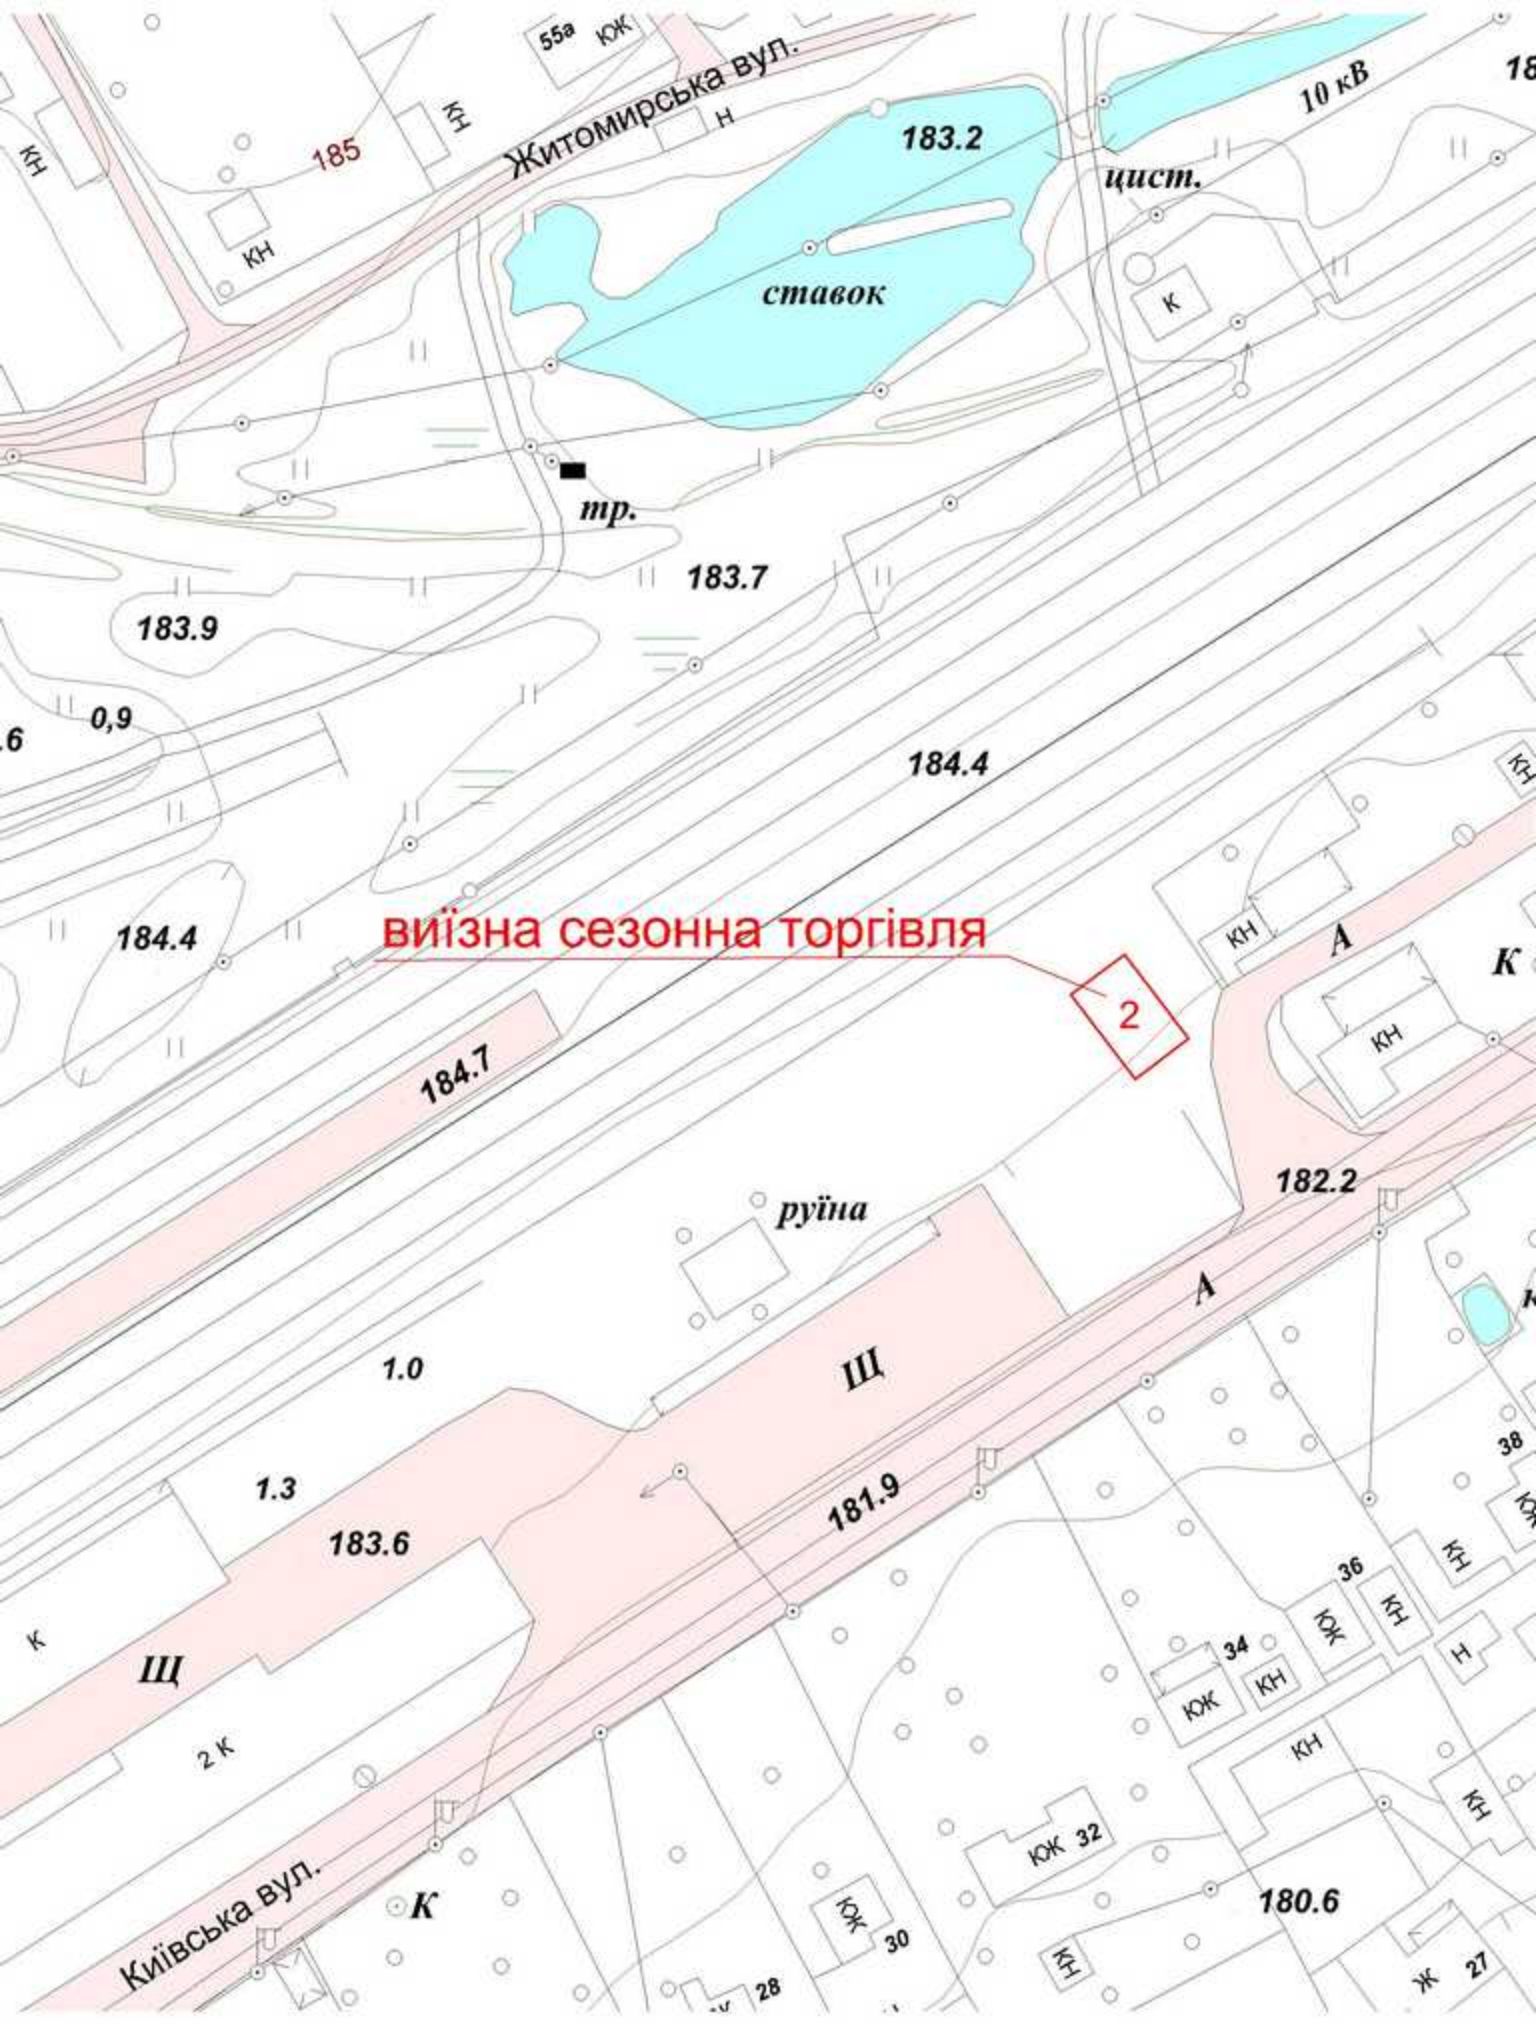 55а
КЖ
Житомирська вул.
Н
КН
КН
185
КН
183.2
10 кВ
18
цист.
ставок
К
тр.
183.7
183.9
0,9
.6
184.4
184.4
КН
виїзна сезонна торгівля
2
КН
А
К
КН
184.7
182.2
руїна
А
Щ
1.0
1.3
183.6
181.9
К
Щ
2 К
38
КН
36
КЖ
КН
34
КЖ
КН
Н
КН
КН
КЖ 32
Київська вул.
К
КЖ
30
180.6
КН
28
Ж
27